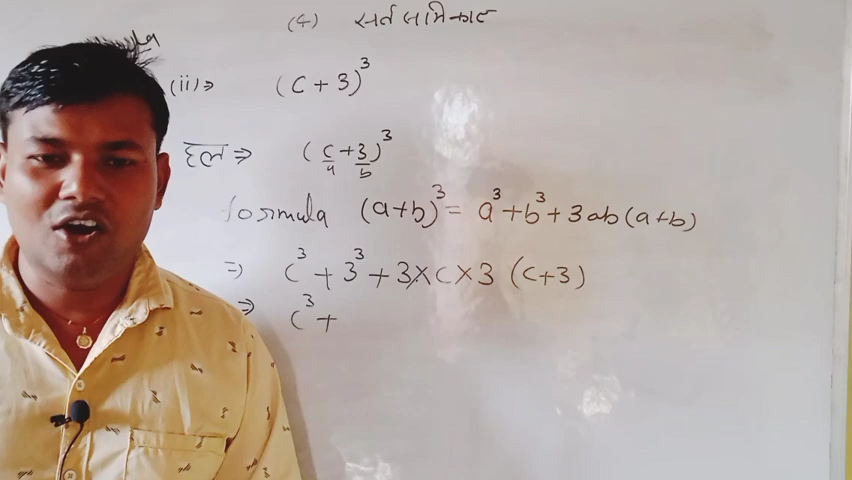 (4) सर्वसमिकाए
(ii)⇒ (c + 3)³
हल ⇒ (c + 3)³
a b
formula (a+b)³ = a³ + b³ + 3ab(a+b)
⇒ c³ + 3³ + 3×c×3 (c+3)
⇒ c³ +